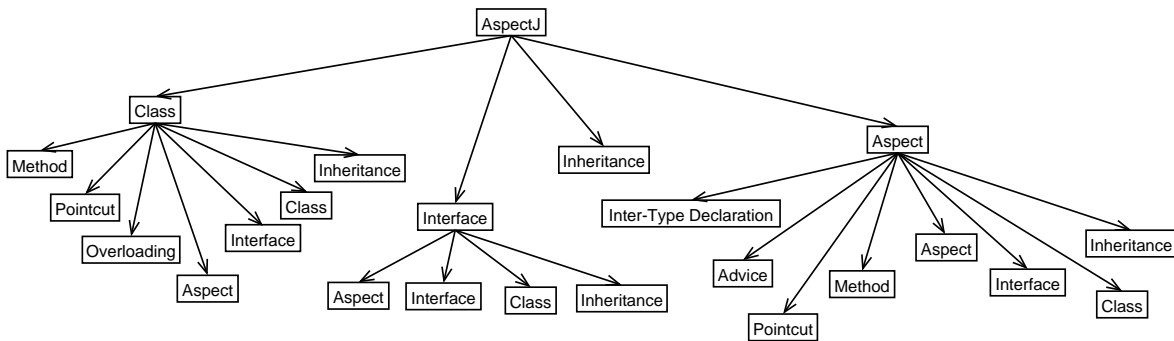 AspectJ
Class
Aspect
Method
Inheritance
Inheritance
Pointcut
Class
Interface
Inter-Type Declaration
Overloading
Interface
Aspect
Inheritance
Aspect
Aspect
Interface
Class
Inheritance
Advice
Method
Interface
Class
Pointcut